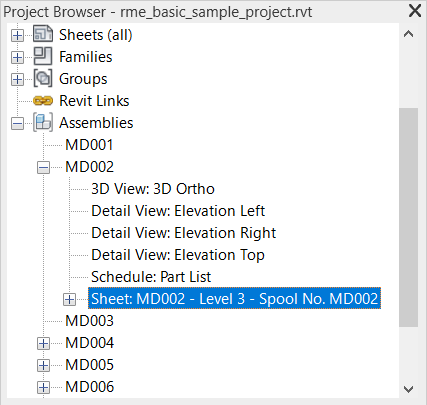 Project Browser - rme_basic_sample_project.rvt
Sheets (all)
Families
Groups
Revit Links
Assemblies
MD001
MD002
3D View: 3D Ortho
Detail View: Elevation Left
Detail View: Elevation Right
Detail View: Elevation Top
Schedule: Part List
Sheet: MD002 - Level 3 - Spool No. MD002
MD003
MD004
MD005
MD006